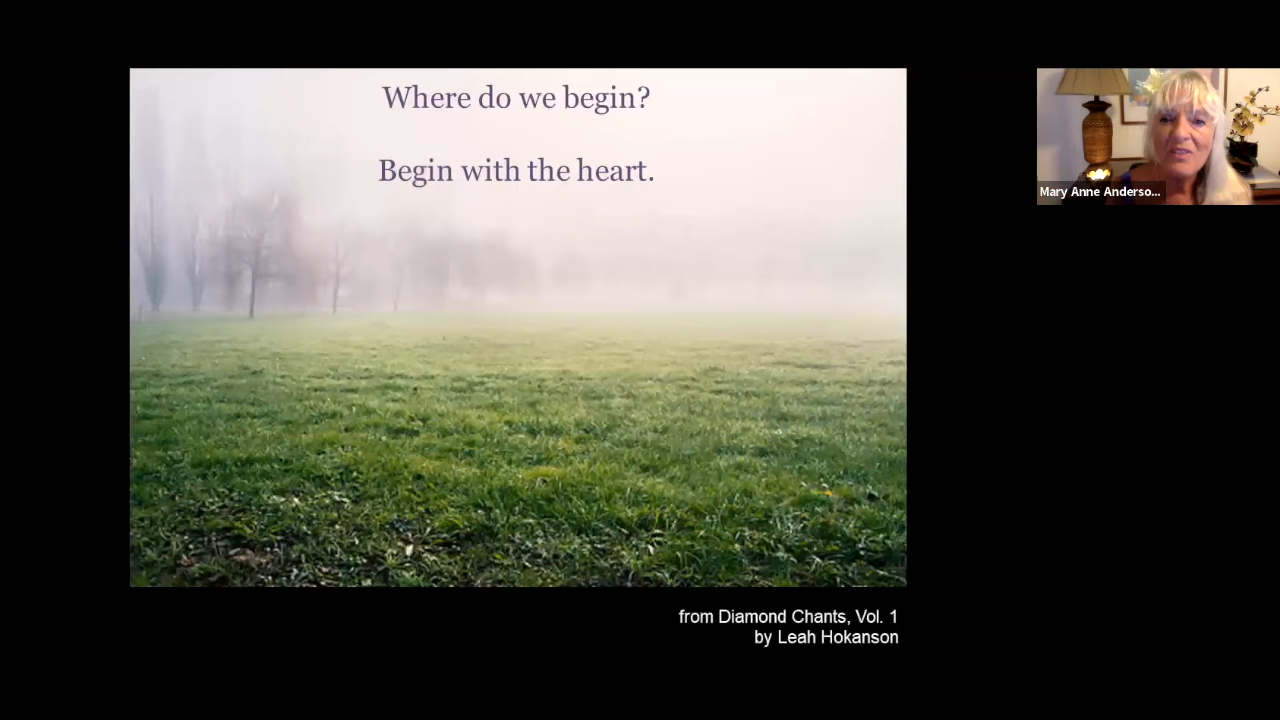 Where do we begin?
Begin with the heart.
Mary Anne Anderso...
from Diamond Chants, Vol. 1
by Leah Hokanson